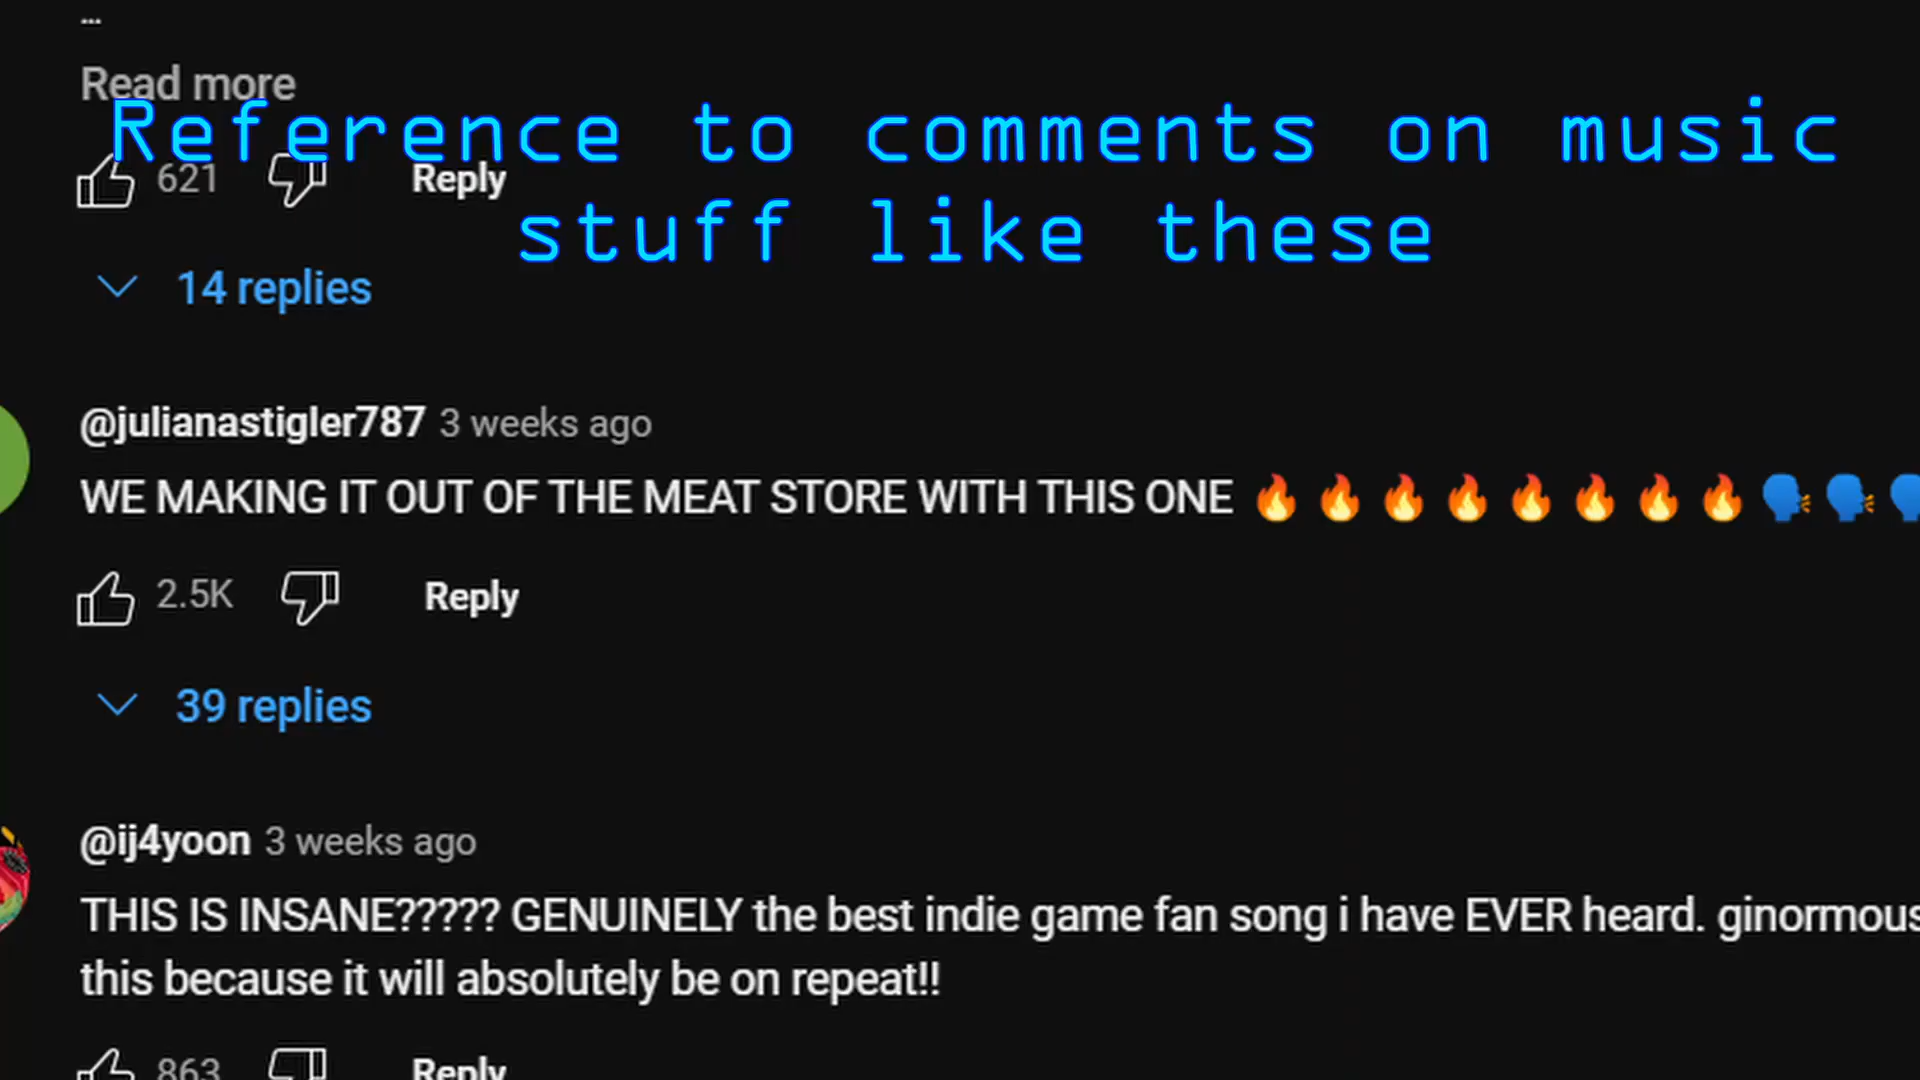 ...
Read more
Reference to comments on music
621 Reply
stuff like these
14 replies
@julianastigler787 3 weeks ago
WE MAKING IT OUT OF THE MEAT STORE WITH THIS ONE 🔥🔥🔥🔥🔥🔥🔥🔥🗣️🗣️🗣️
2.5K Reply
39 replies
@ij4yoon 3 weeks ago
THIS IS INSANE????? GENUINELY the best indie game fan song i have EVER heard. ginormous
this because it will absolutely be on repeat!!
863 Reply